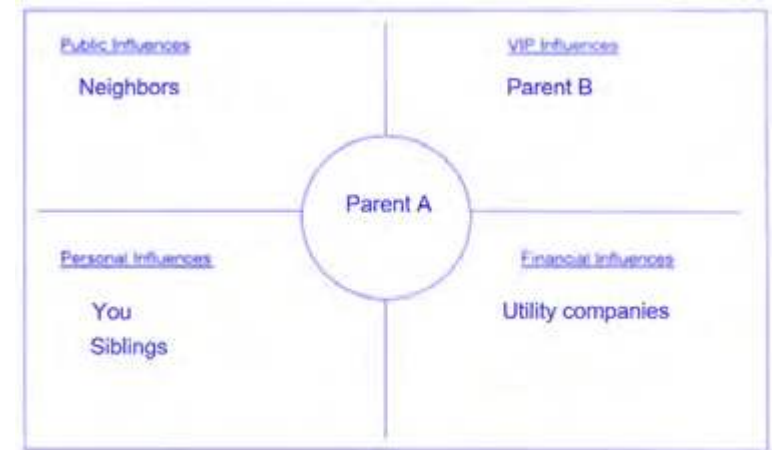 Public Influences
Neighbors
VIP Influences
Parent B
Parent A
Personal Influences
You
Siblings
Financial Influences
Utility companies